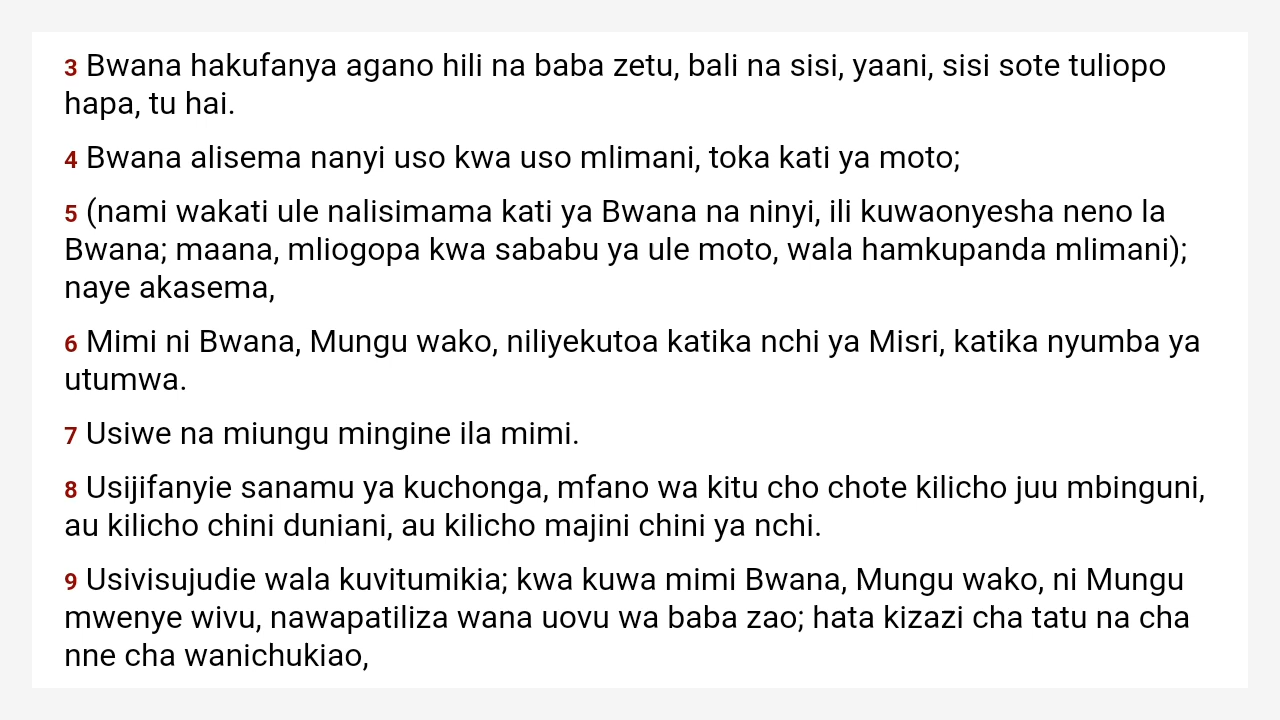 3 Bwana hakufanya agano hili na baba zetu, bali na sisi, yaani, sisi sote tuliopo
hapa, tu hai.
4 Bwana alisema nanyi uso kwa uso mlimani, toka kati ya moto;
5 (nami wakati ule nalisimama kati ya Bwana na ninyi, ili kuwaonyesha neno la
Bwana; maana, mliogopa kwa sababu ya ule moto, wala hamkupanda mlimani);
naye akasema,
6 Mimi ni Bwana, Mungu wako, niliyekutoa katika nchi ya Misri, katika nyumba ya
utumwa.
7 Usiwe na miungu mingine ila mimi.
8 Usijifanyie sanamu ya kuchonga, mfano wa kitu cho chote kilicho juu mbinguni,
au kilicho chini duniani, au kilicho majini chini ya nchi.
9 Usivisujudie wala kuvitumikia; kwa kuwa mimi Bwana, Mungu wako, ni Mungu
mwenye wivu, nawapatiliza wana uovu wa baba zao; hata kizazi cha tatu na cha
nne cha wanichukiao,